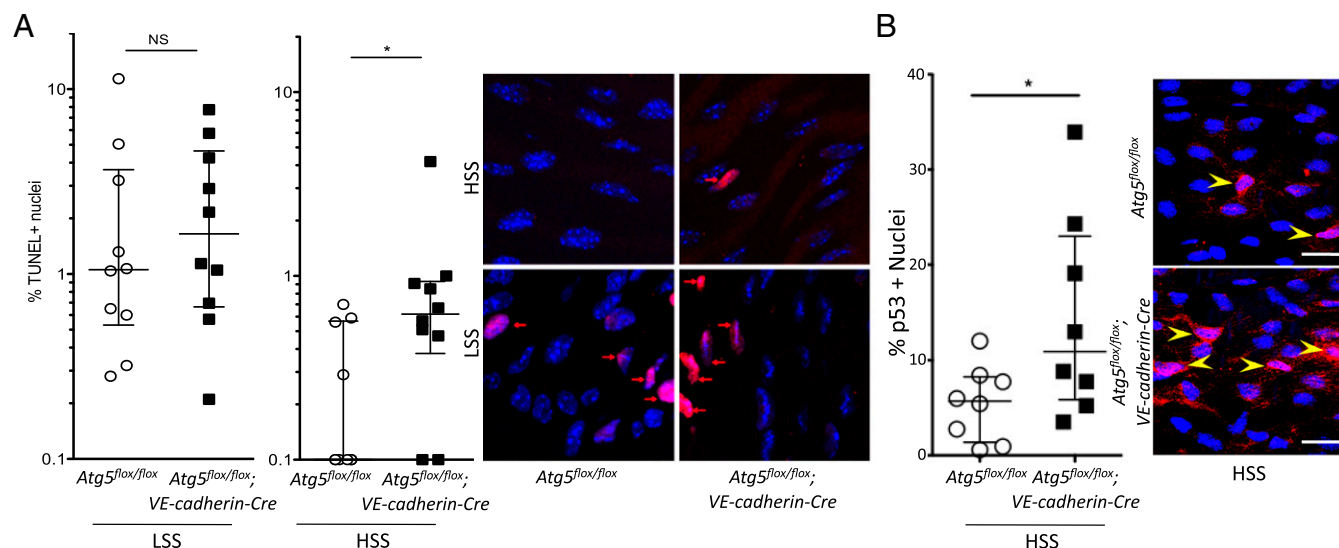 A
B
NS
*
*
*
% TUNEL+ nuclei
10
1
0.1
10
1
0.1
HSS
LSS
Atg5flox/flox
Atg5flox/flox;
VE-cadherin-Cre
LSS
Atg5flox/flox
Atg5flox/flox;
VE-cadherin-Cre
HSS
Atg5flox/flox
Atg5flox/flox;
VE-cadherin-Cre
% p53 + Nuclei
40
30
20
10
0
Atg5flox/flox
Atg5flox/flox;
VE-cadherin-Cre
HSS
Atg5flox/flox
Atg5flox/flox;
VE-cadherin-Cre
HSS